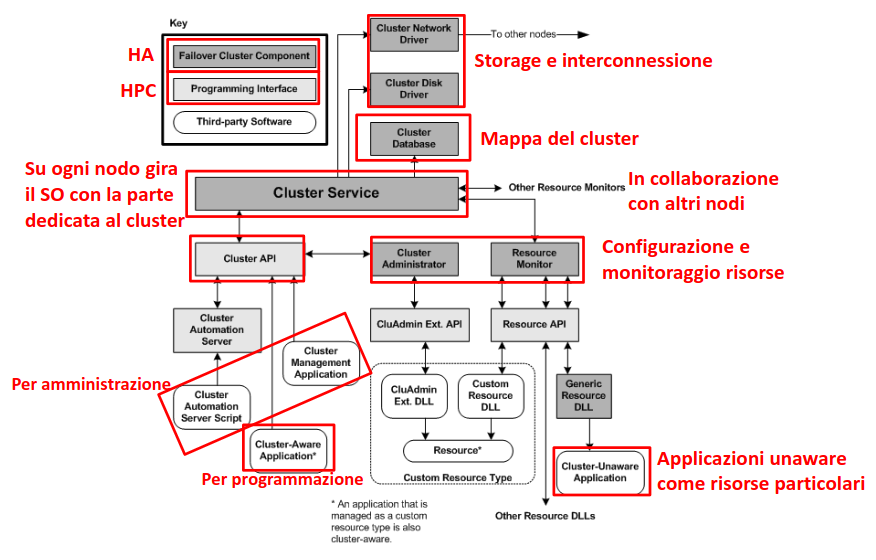 Key
HA
Failover Cluster Component
HPC
Programming Interface
Third-party Software
Cluster Network
Driver
To other nodes
Storage e interconnessione
Cluster Disk
Driver
Cluster
Database
Mappa del cluster
Su ogni nodo gira
il SO con la parte
dedicata al cluster
Cluster Service
Other Resource Monitors
In collaborazione
con altri nodi
Cluster API
Cluster
Administrator
Resource
Monitor
Configurazione e
monitoraggio risorse
Cluster
Automation
Server
CluAdmin Ext. API
Resource API
Cluster
Management
Application
Per amministrazione
Cluster
Automation
Server Script
CluAdmin
Ext. DLL
Custom
Resource
DLL
Generic
Resource
DLL
Cluster-Aware
Application*
Per programmazione
Resource*
Custom Resource Type
Cluster-Unaware
Application
Applicazioni unaware
come risorse particolari
* An application that is
managed as a custom
resource type is also
cluster-aware.
Other Resource DLLs